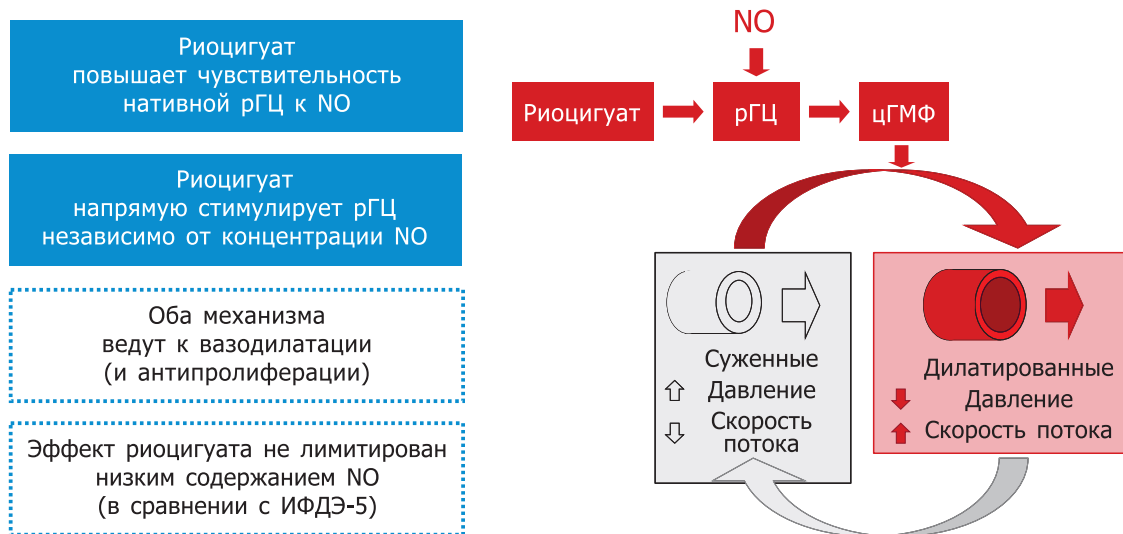 Риоцигуат
повышает чувствительность
нативной рГЦ к NO
Риоцигуат
напрямую стимулирует рГЦ
независимо от концентрации NO
Оба механизма
ведут к вазодилатации
(и антипролиферации)
Эффект риоцигуата не лимитирован
низким содержанием NO
(в сравнении с ИФДЭ-5)
NO
Риоцигуат
рГЦ
цГМФ
Суженные
Давление
Скорость
потока
Дилатированные
Давление
Скорость потока